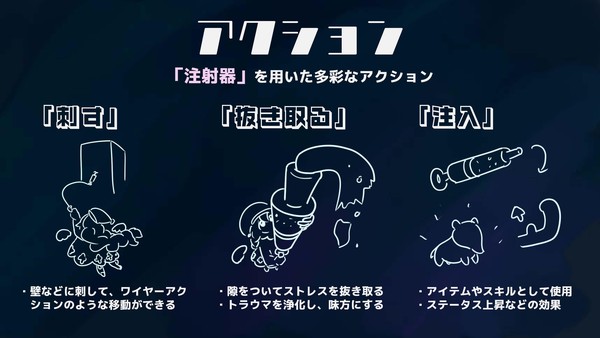 アクション
「注射器」を用いた多彩なアクション
「刺す」
・壁などに刺して、ワイヤーアク
ションのような移動ができる
「抜き取る」
・隙をついてストレスを抜き取る
・トラウマを浄化し、味方にする
「注入」
・アイテムやスキルとして使用
・ステータス上昇などの効果